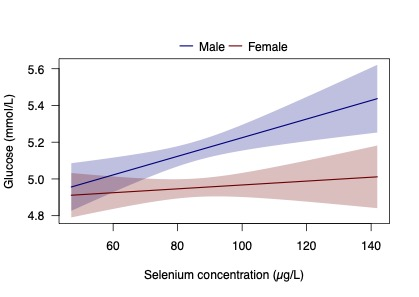 Male Female
Glucose (mmol/L)
5.6
5.4
5.2
5.0
4.8
60 80 100 120 140
Selenium concentration (µg/L)